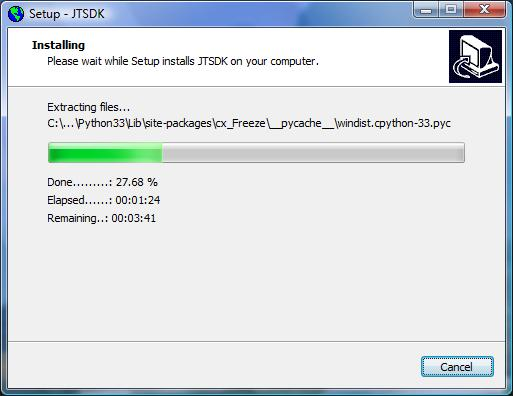 Setup - JTSDK
Installing
Please wait while Setup installs JTSDK on your computer.
Extracting files...
C:\...\Python33\Lib\site-packages\cx_Freeze\__pycache__\windist.cpython-33.pyc
Done.........: 27.68 %
Elapsed......: 00:01:24
Remaining..: 00:03:41
Cancel